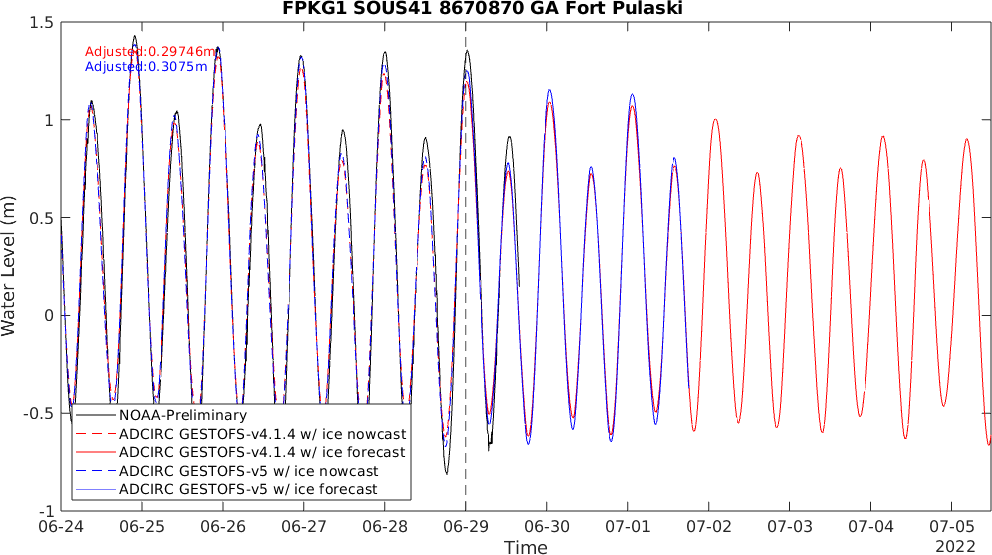 FPKG1 SOUS41 8670870 GA Fort Pulaski
1.5
Adjusted:0.29746m
Adjusted:0.3075m
1
0.5
Water Level (m)
0
-0.5
NOAA-Preliminary
ADCIRC GESTOFS-v4.1.4 w/ ice nowcast
ADCIRC GESTOFS-v4.1.4 w/ ice forecast
ADCIRC GESTOFS-v5 w/ ice nowcast
ADCIRC GESTOFS-v5 w/ ice forecast
-1
06-24 06-25 06-26 06-27 06-28 06-29 06-30 07-01 07-02 07-03 07-04 07-05
Time
2022